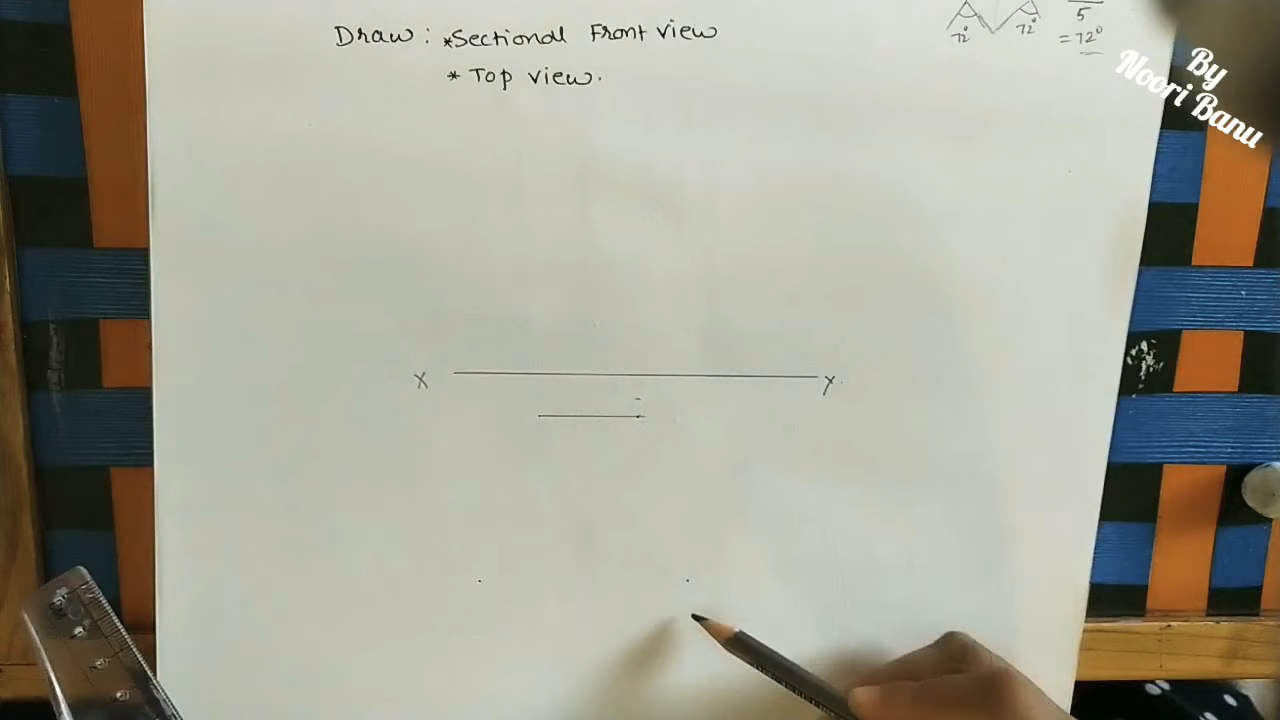 Draw : *Sectional Front view
* Top view.
72° 72°
5
= 72°
By
Noori Banu
X Y